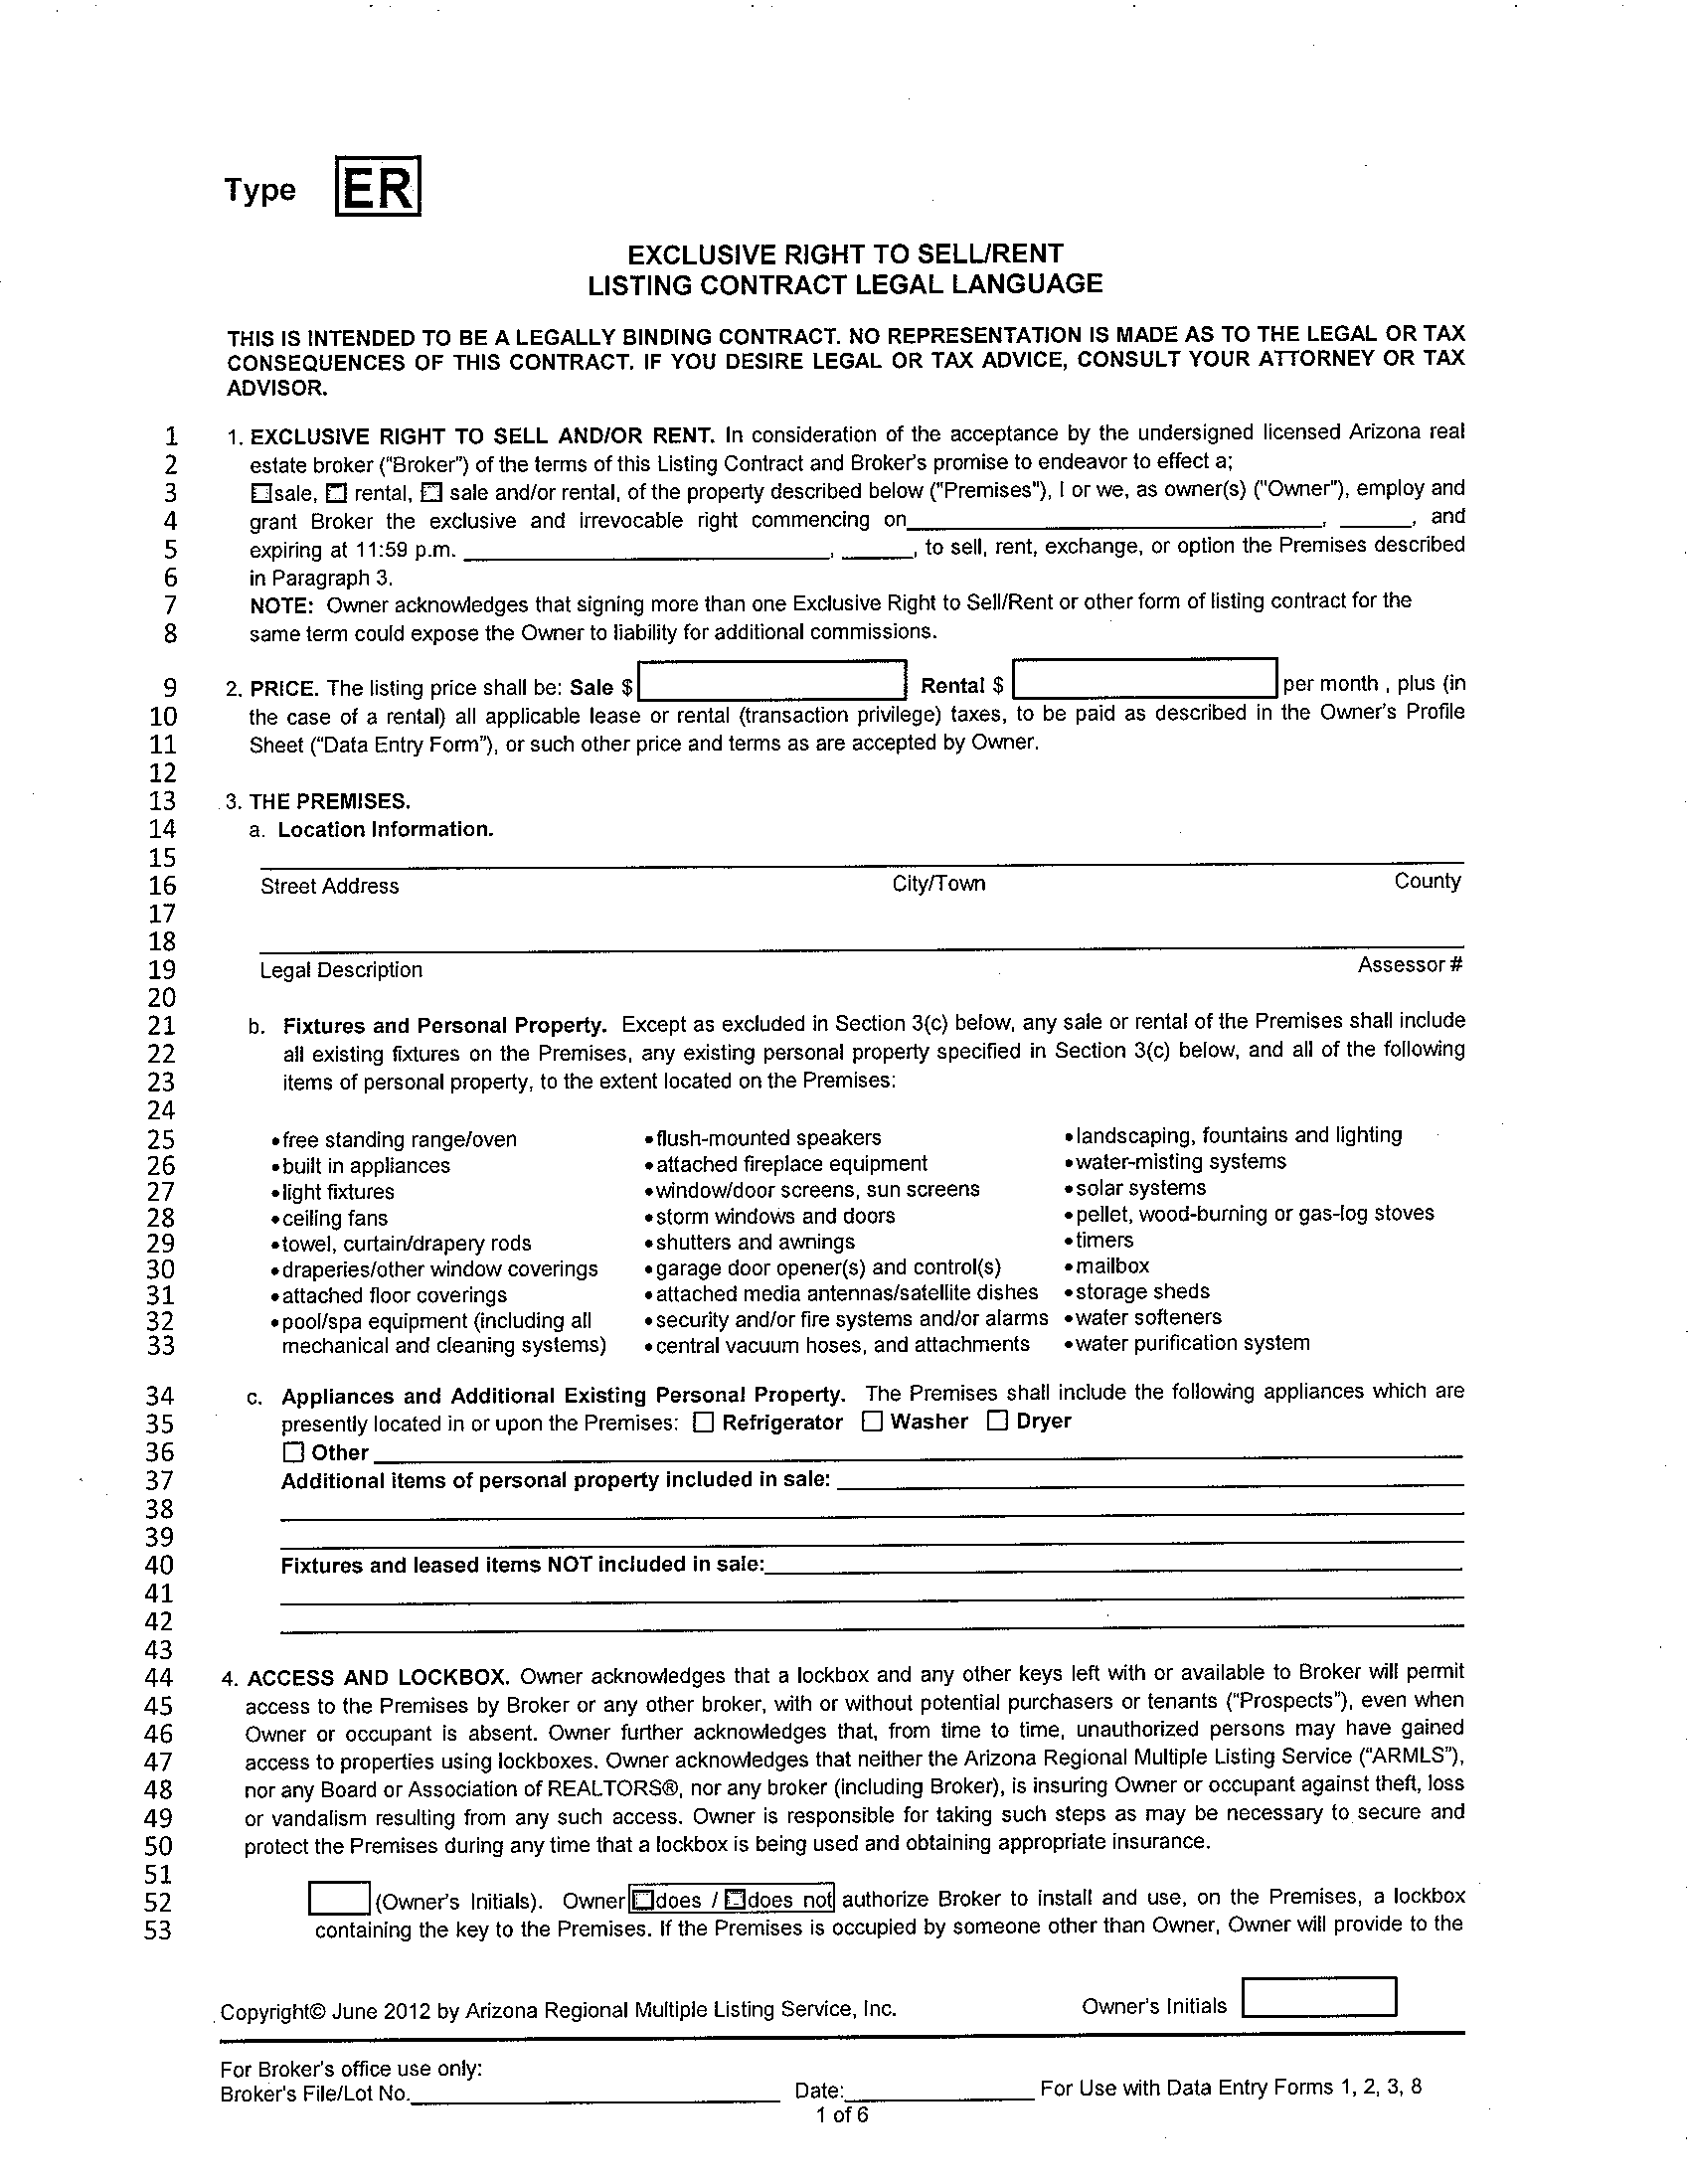 Type ER
EXCLUSIVE RIGHT TO SELL/RENT
LISTING CONTRACT LEGAL LANGUAGE
THIS IS INTENDED TO BE A LEGALLY BINDING CONTRACT. NO REPRESENTATION IS MADE AS TO THE LEGAL OR TAX
CONSEQUENCES OF THIS CONTRACT. IF YOU DESIRE LEGAL OR TAX ADVICE, CONSULT YOUR ATTORNEY OR TAX
ADVISOR.
1 1. EXCLUSIVE RIGHT TO SELL AND/OR RENT. In consideration of the acceptance by the undersigned licensed Arizona real
2 estate broker ("Broker") of the terms of this Listing Contract and Broker's promise to endeavor to effect a;
3 ☐sale, ☐ rental, ☐ sale and/or rental, of the property described below ("Premises"), I or we, as owner(s) ("Owner"), employ and
4 grant Broker the exclusive and irrevocable right commencing on____________, ______, and
5 expiring at 11:59 p.m. ____________, ______, to sell, rent, exchange, or option the Premises described
6 in Paragraph 3.
7 NOTE: Owner acknowledges that signing more than one Exclusive Right to Sell/Rent or other form of listing contract for the
8 same term could expose the Owner to liability for additional commissions.
9 2. PRICE. The listing price shall be: Sale $ Rental $ per month , plus (in
10 the case of a rental) all applicable lease or rental (transaction privilege) taxes, to be paid as described in the Owner's Profile
11 Sheet ("Data Entry Form"), or such other price and terms as are accepted by Owner.
12
13 3. THE PREMISES.
14 a. Location Information.
15
16 Street Address City/Town County
17
18
19 Legal Description Assessor #
20
21 b. Fixtures and Personal Property. Except as excluded in Section 3(c) below, any sale or rental of the Premises shall include
22 all existing fixtures on the Premises, any existing personal property specified in Section 3(c) below, and all of the following
23 items of personal property, to the extent located on the Premises:
24
25 •free standing range/oven •flush-mounted speakers •landscaping, fountains and lighting
26 •built in appliances •attached fireplace equipment •water-misting systems
27 •light fixtures •window/door screens, sun screens •solar systems
28 •ceiling fans •storm windows and doors •pellet, wood-burning or gas-log stoves
29 •towel, curtain/drapery rods •shutters and awnings •timers
30 •draperies/other window coverings •garage door opener(s) and control(s) •mailbox
31 •attached floor coverings •attached media antennas/satellite dishes •storage sheds
32 •pool/spa equipment (including all •security and/or fire systems and/or alarms •water softeners
33 mechanical and cleaning systems) •central vacuum hoses, and attachments •water purification system
34 c. Appliances and Additional Existing Personal Property. The Premises shall include the following appliances which are
35 presently located in or upon the Premises: ☐ Refrigerator ☐ Washer ☐ Dryer
36 ☐ Other____________
37 Additional items of personal property included in sale: ____________
38
39
40 Fixtures and leased items NOT included in sale:____________
41
42
43
44 4. ACCESS AND LOCKBOX. Owner acknowledges that a lockbox and any other keys left with or available to Broker will permit
45 access to the Premises by Broker or any other broker, with or without potential purchasers or tenants ("Prospects"), even when
46 Owner or occupant is absent. Owner further acknowledges that, from time to time, unauthorized persons may have gained
47 access to properties using lockboxes. Owner acknowledges that neither the Arizona Regional Multiple Listing Service ("ARMLS"),
48 nor any Board or Association of REALTORS®, nor any broker (including Broker), is insuring Owner or occupant against theft, loss
49 or vandalism resulting from any such access. Owner is responsible for taking such steps as may be necessary to secure and
50 protect the Premises during any time that a lockbox is being used and obtaining appropriate insurance.
51
52 (Owner's Initials). Owner ☐does / ☐does not authorize Broker to install and use, on the Premises, a lockbox
53 containing the key to the Premises. If the Premises is occupied by someone other than Owner, Owner will provide to the
Copyright© June 2012 by Arizona Regional Multiple Listing Service, Inc. Owner's Initials
For Broker's office use only:
Broker's File/Lot No.____________ Date:____________ For Use with Data Entry Forms 1, 2, 3, 8
1 of 6